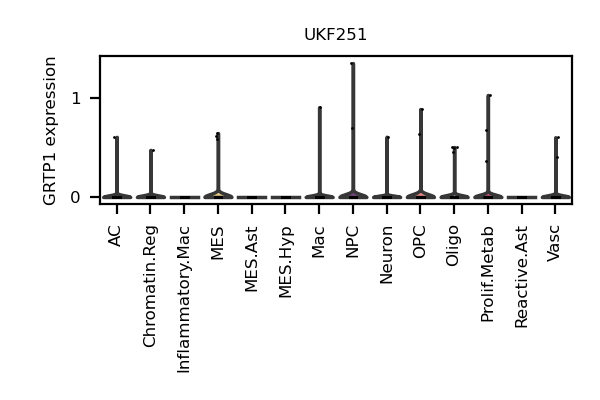 UKF251
GRTP1 expression
1
0
AC
Chromatin.Reg
Inflammatory.Mac
MES
MES.Ast
MES.Hyp
Mac
NPC
Neuron
OPC
Oligo
Prolif.Metab
Reactive.Ast
Vasc